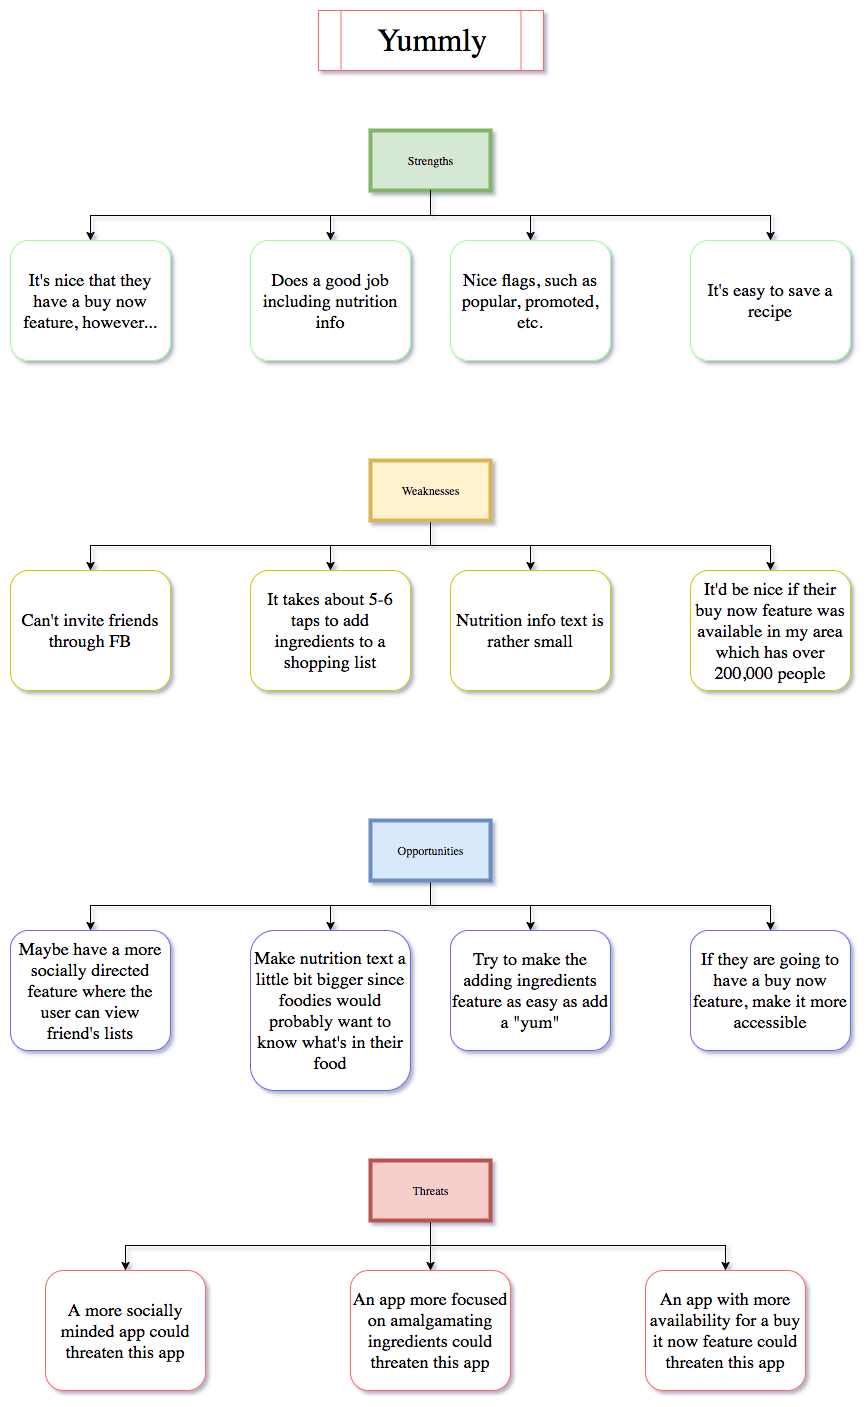 Yummly
Strengths
It's nice that they
have a buy now
feature, however...
Does a good job
including nutrition
info
Nice flags, such as
popular, promoted,
etc.
It's easy to save a
recipe
Weaknesses
Can't invite friends
through FB
It takes about 5-6
taps to add
ingredients to a
shopping list
Nutrition info text is
rather small
It'd be nice if their
buy now feature was
available in my area
which has over
200,000 people
Opportunities
Maybe have a more
socially directed
feature where the
user can view
friend's lists
Make nutrition text a
little bit bigger since
foodies would
probably want to
know what's in their
food
Try to make the
adding ingredients
feature as easy as add
a "yum"
If they are going to
have a buy now
feature, make it more
accessible
Threats
A more socially
minded app could
threaten this app
An app more focused
on amalgamating
ingredients could
threaten this app
An app with more
availability for a buy
it now feature could
threaten this app